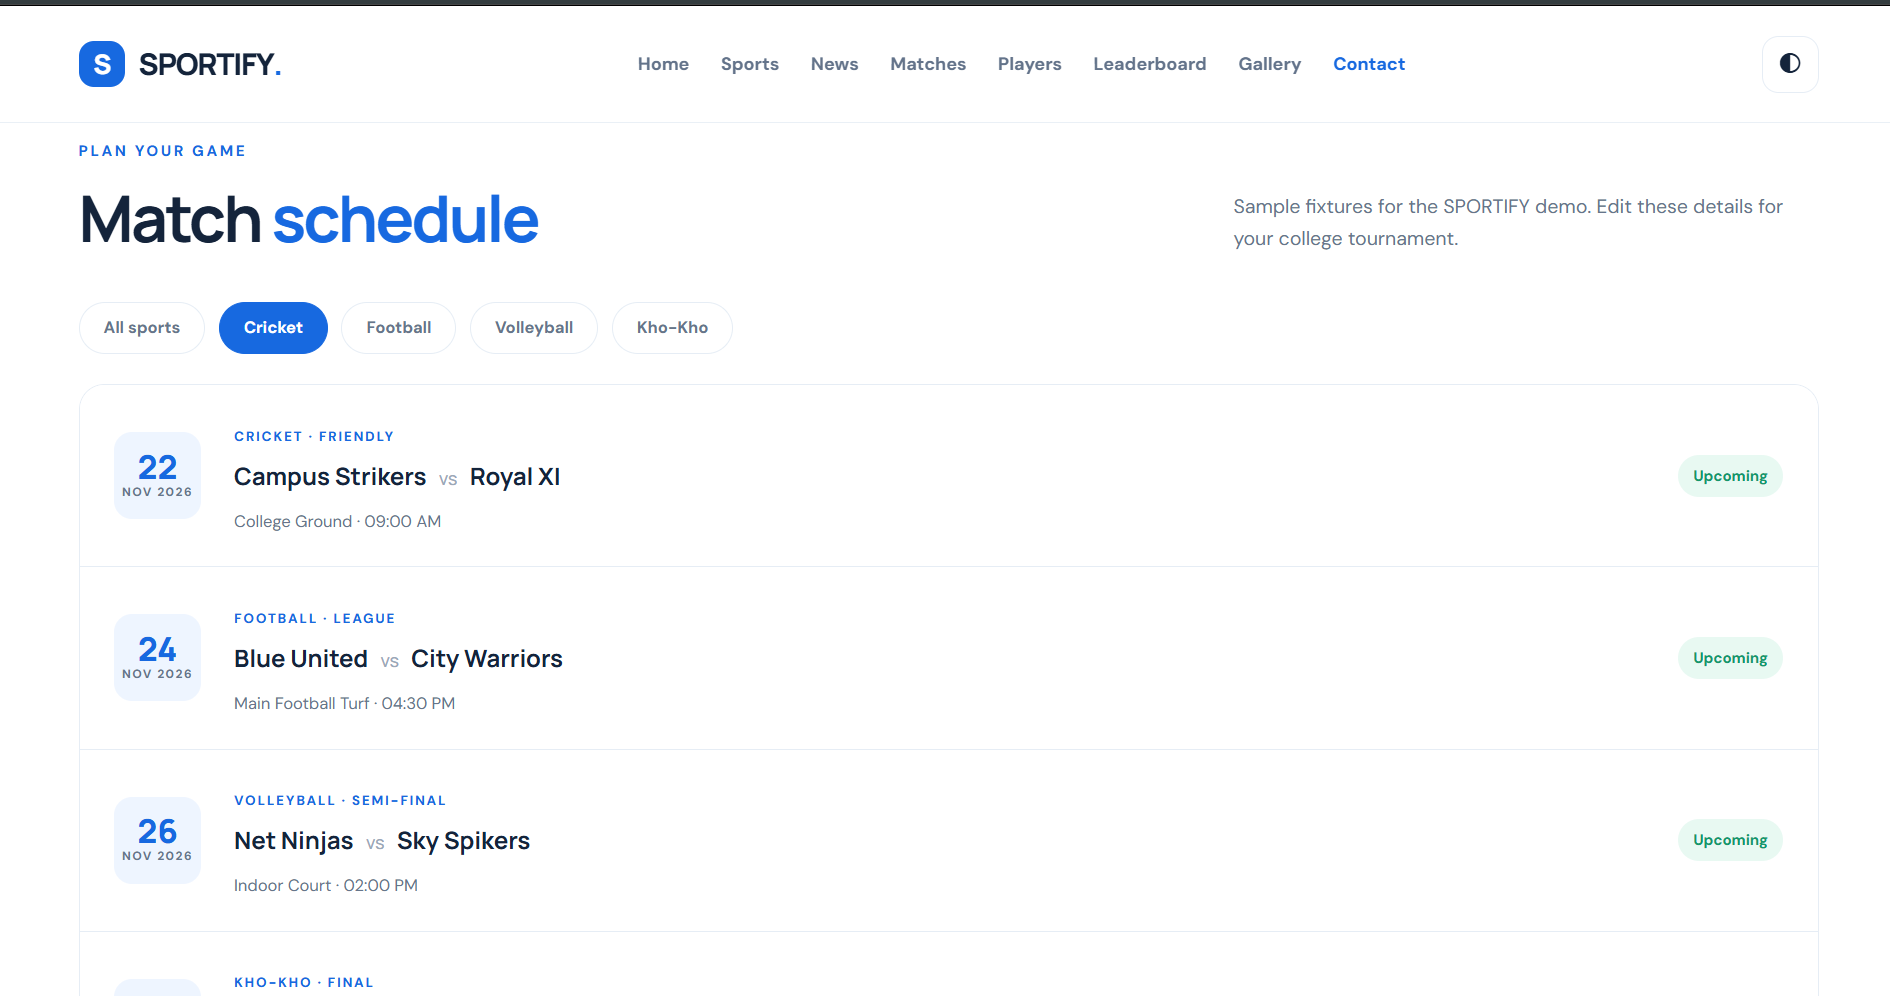 S SPORTIFY.
Home Sports News Matches Players Leaderboard Gallery Contact
PLAN YOUR GAME
Match schedule
Sample fixtures for the SPORTIFY demo. Edit these details for
your college tournament.
All sports Cricket Football Volleyball Kho-Kho
22
NOV 2026
CRICKET · FRIENDLY
Campus Strikers vs Royal XI
College Ground · 09:00 AM
Upcoming
24
NOV 2026
FOOTBALL · LEAGUE
Blue United vs City Warriors
Main Football Turf · 04:30 PM
Upcoming
26
NOV 2026
VOLLEYBALL · SEMI-FINAL
Net Ninjas vs Sky Spikers
Indoor Court · 02:00 PM
Upcoming
KHO-KHO · FINAL